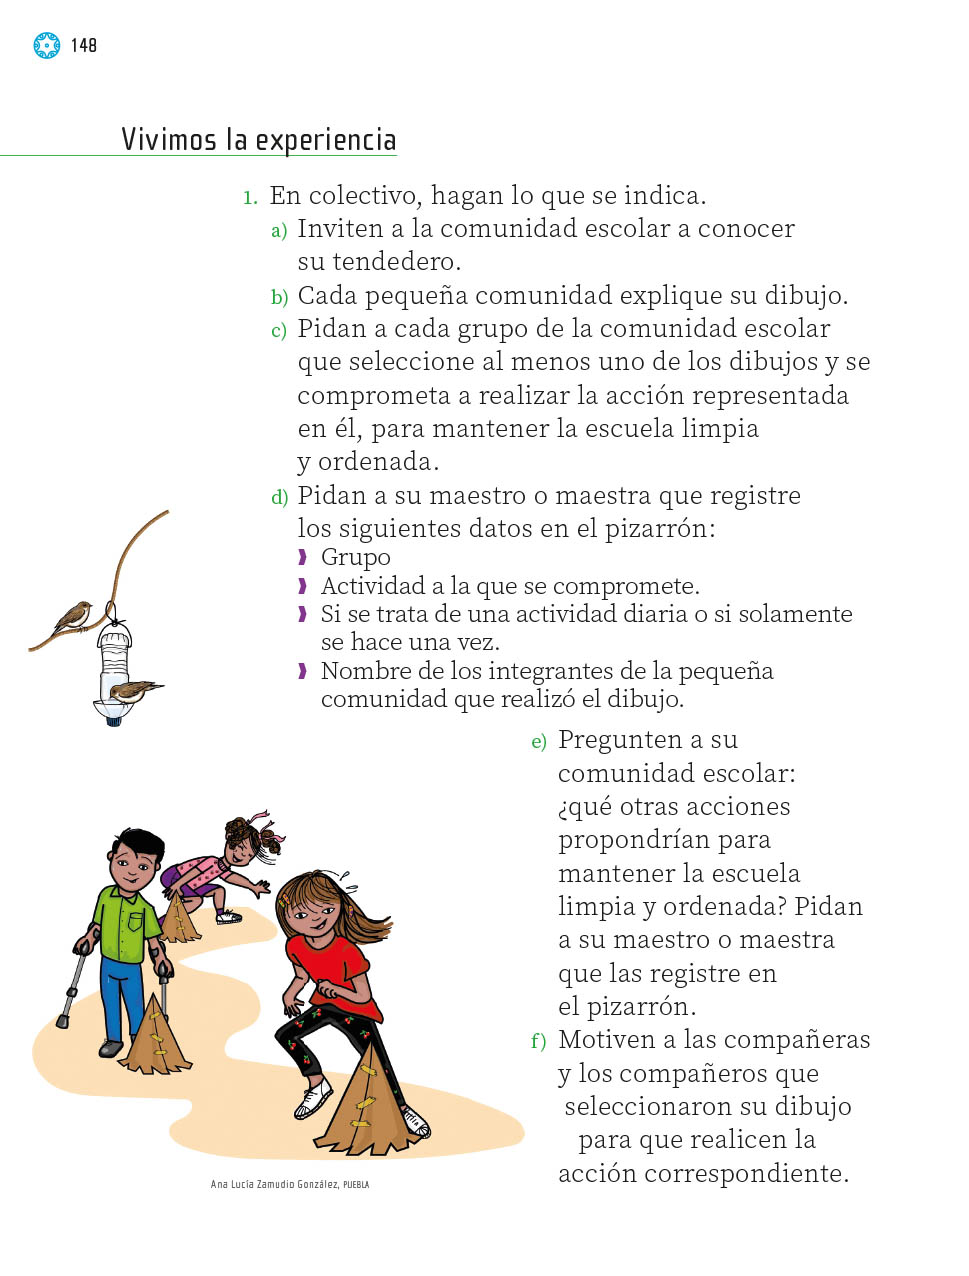 148
Vivimos la experiencia
1. En colectivo, hagan lo que se indica.
a) Inviten a la comunidad escolar a conocer
su tendedero.
b) Cada pequeña comunidad explique su dibujo.
c) Pidan a cada grupo de la comunidad escolar
que seleccione al menos uno de los dibujos y se
comprometa a realizar la acción representada
en él, para mantener la escuela limpia
y ordenada.
d) Pidan a su maestro o maestra que registre
los siguientes datos en el pizarrón:
Grupo
Actividad a la que se compromete.
Si se trata de una actividad diaria o si solamente
se hace una vez.
Nombre de los integrantes de la pequeña
comunidad que realizó el dibujo.
e) Pregunten a su
comunidad escolar:
¿qué otras acciones
propondrían para
mantener la escuela
limpia y ordenada? Pidan
a su maestro o maestra
que las registre en
el pizarrón.
f) Motiven a las compañeras
y los compañeros que
seleccionaron su dibujo
para que realicen la
acción correspondiente.
Ana Lucía Zamudio González, PUEBLA